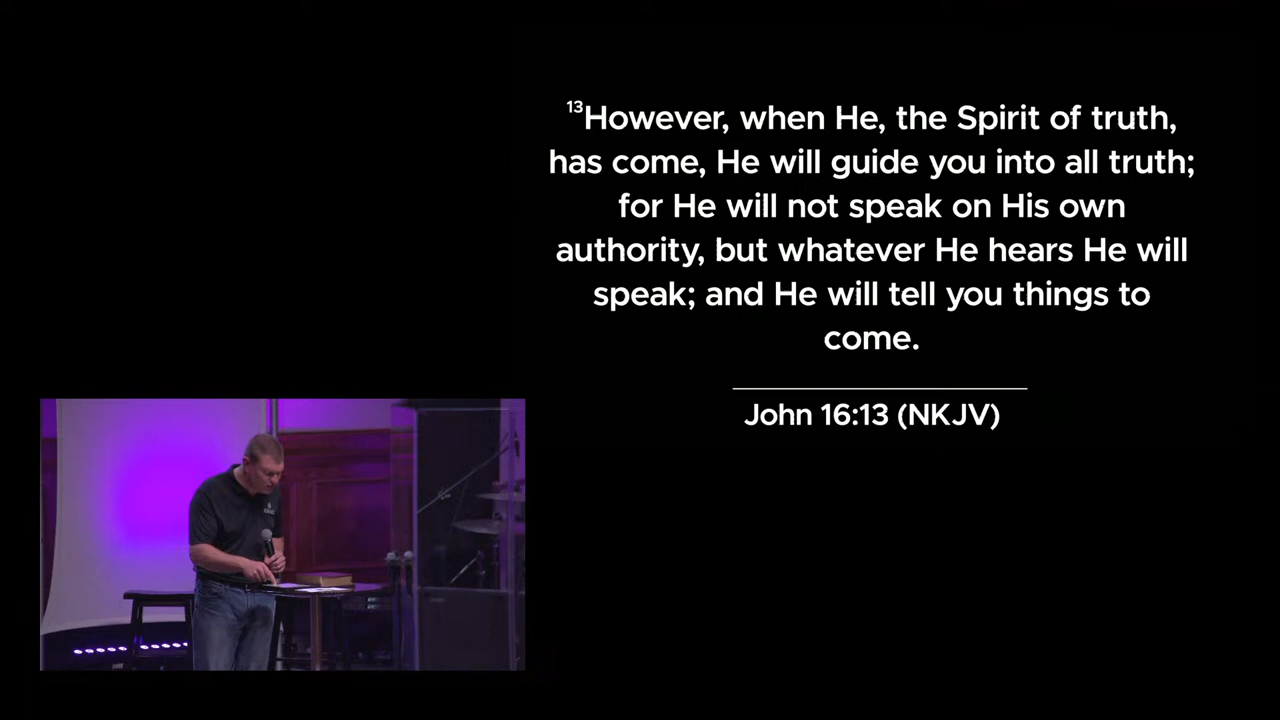 ¹³However, when He, the Spirit of truth,
has come, He will guide you into all truth;
for He will not speak on His own
authority, but whatever He hears He will
speak; and He will tell you things to
come.
John 16:13 (NKJV)